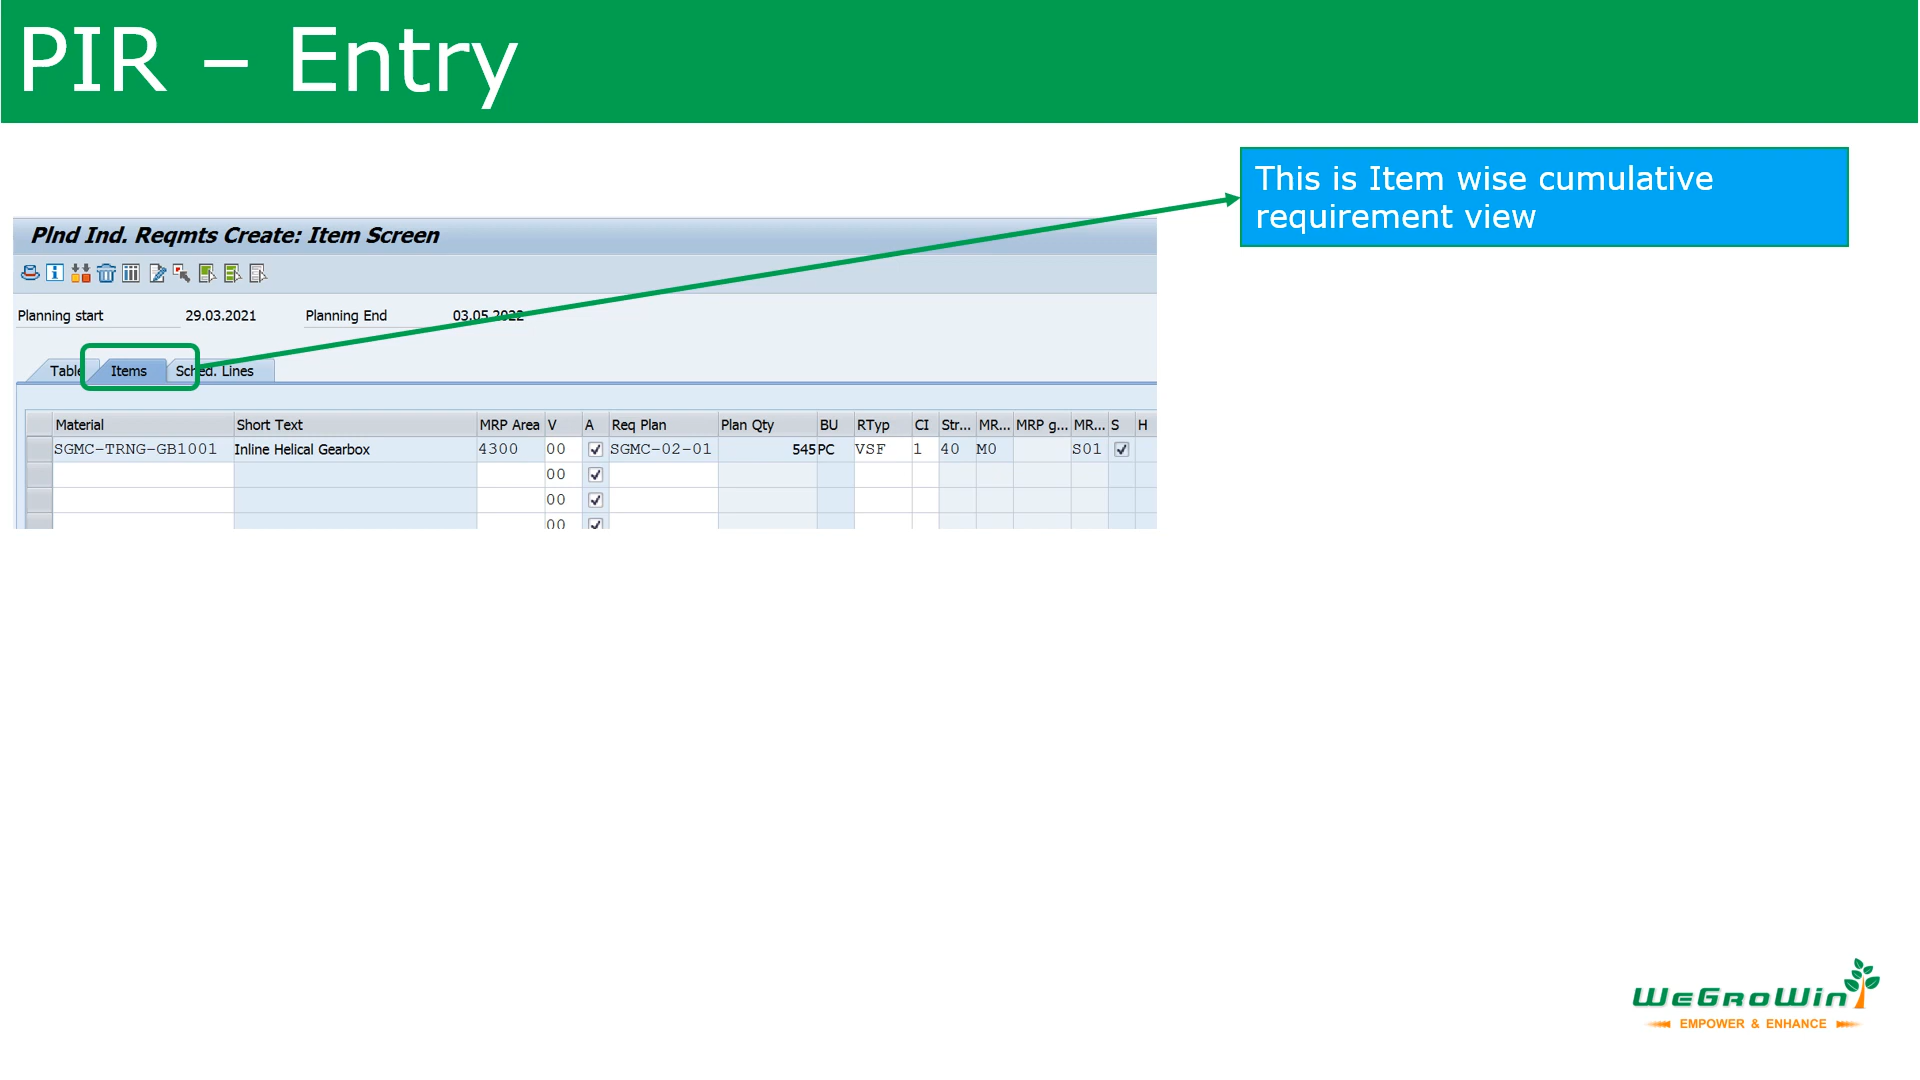 PIR – Entry
This is Item wise cumulative
requirement view
Plnd Ind. Reqmts Create: Item Screen
Planning start 29.03.2021 Planning End 03.05.2022
Table Items Sched. Lines
Material Short Text MRP Area V A Req Plan Plan Qty BU RTyp CI Str... MR... MRP g... MR... S H
SGMC-TRNG-GB1001 Inline Helical Gearbox 4300 00 SGMC-02-01 545 PC VSF 1 40 M0 S01
00
00
00
WeGroWin
EMPOWER & ENHANCE